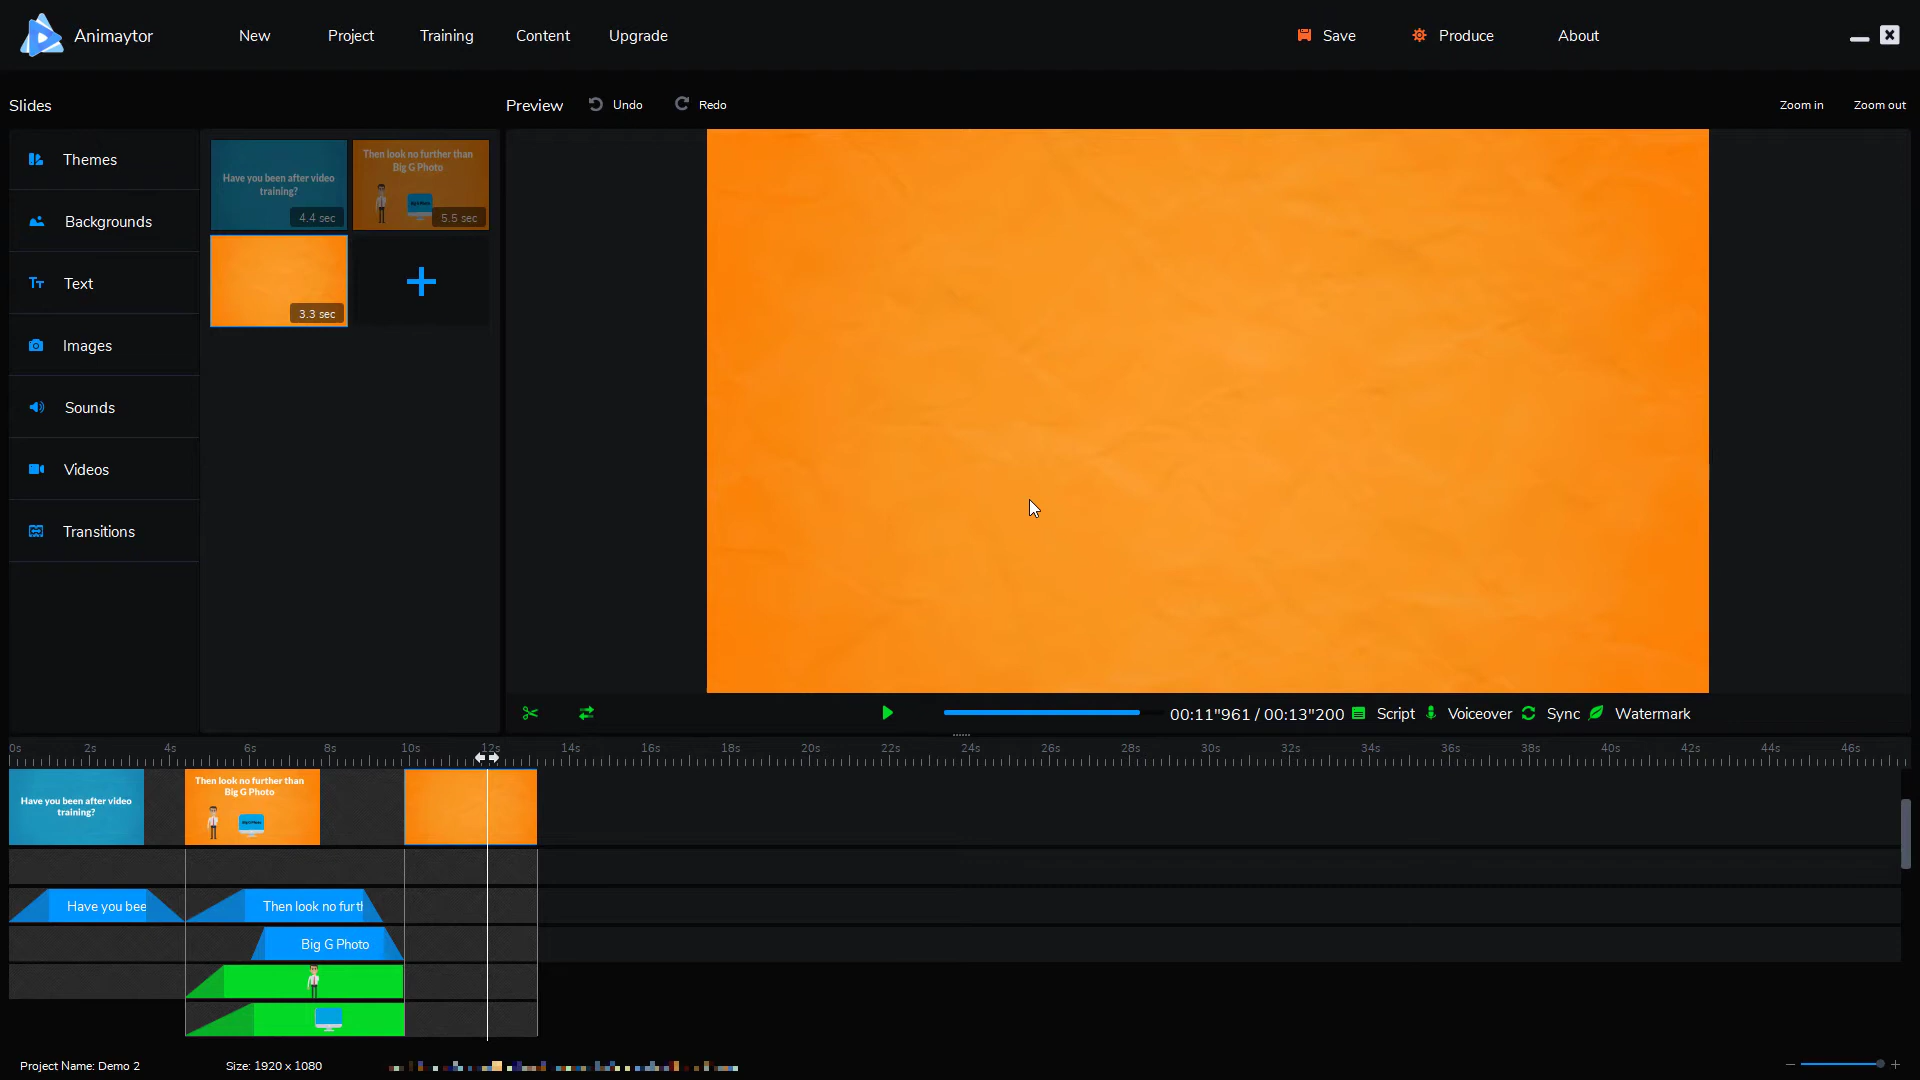 Animaytor
New
Project
Training
Content
Upgrade
Save
Produce
About
Slides
Preview
Undo
Redo
Zoom in
Zoom out
Themes
Backgrounds
Text
Images
Sounds
Videos
Transitions
Have you been after video
training?
4.4 sec
Then look no further than
Big G Photo
5.5 sec
3.3 sec
00:11"961 / 00:13"200
Script
Voiceover
Sync
Watermark
0s
2s
4s
6s
8s
10s
12s
14s
16s
18s
20s
22s
24s
26s
28s
30s
32s
34s
36s
38s
40s
42s
44s
46s
Have you been after video
training?
Then look no further than
Big G Photo
Have you bee
Then look no furt
Big G Photo
Project Name: Demo 2
Size: 1920 x 1080